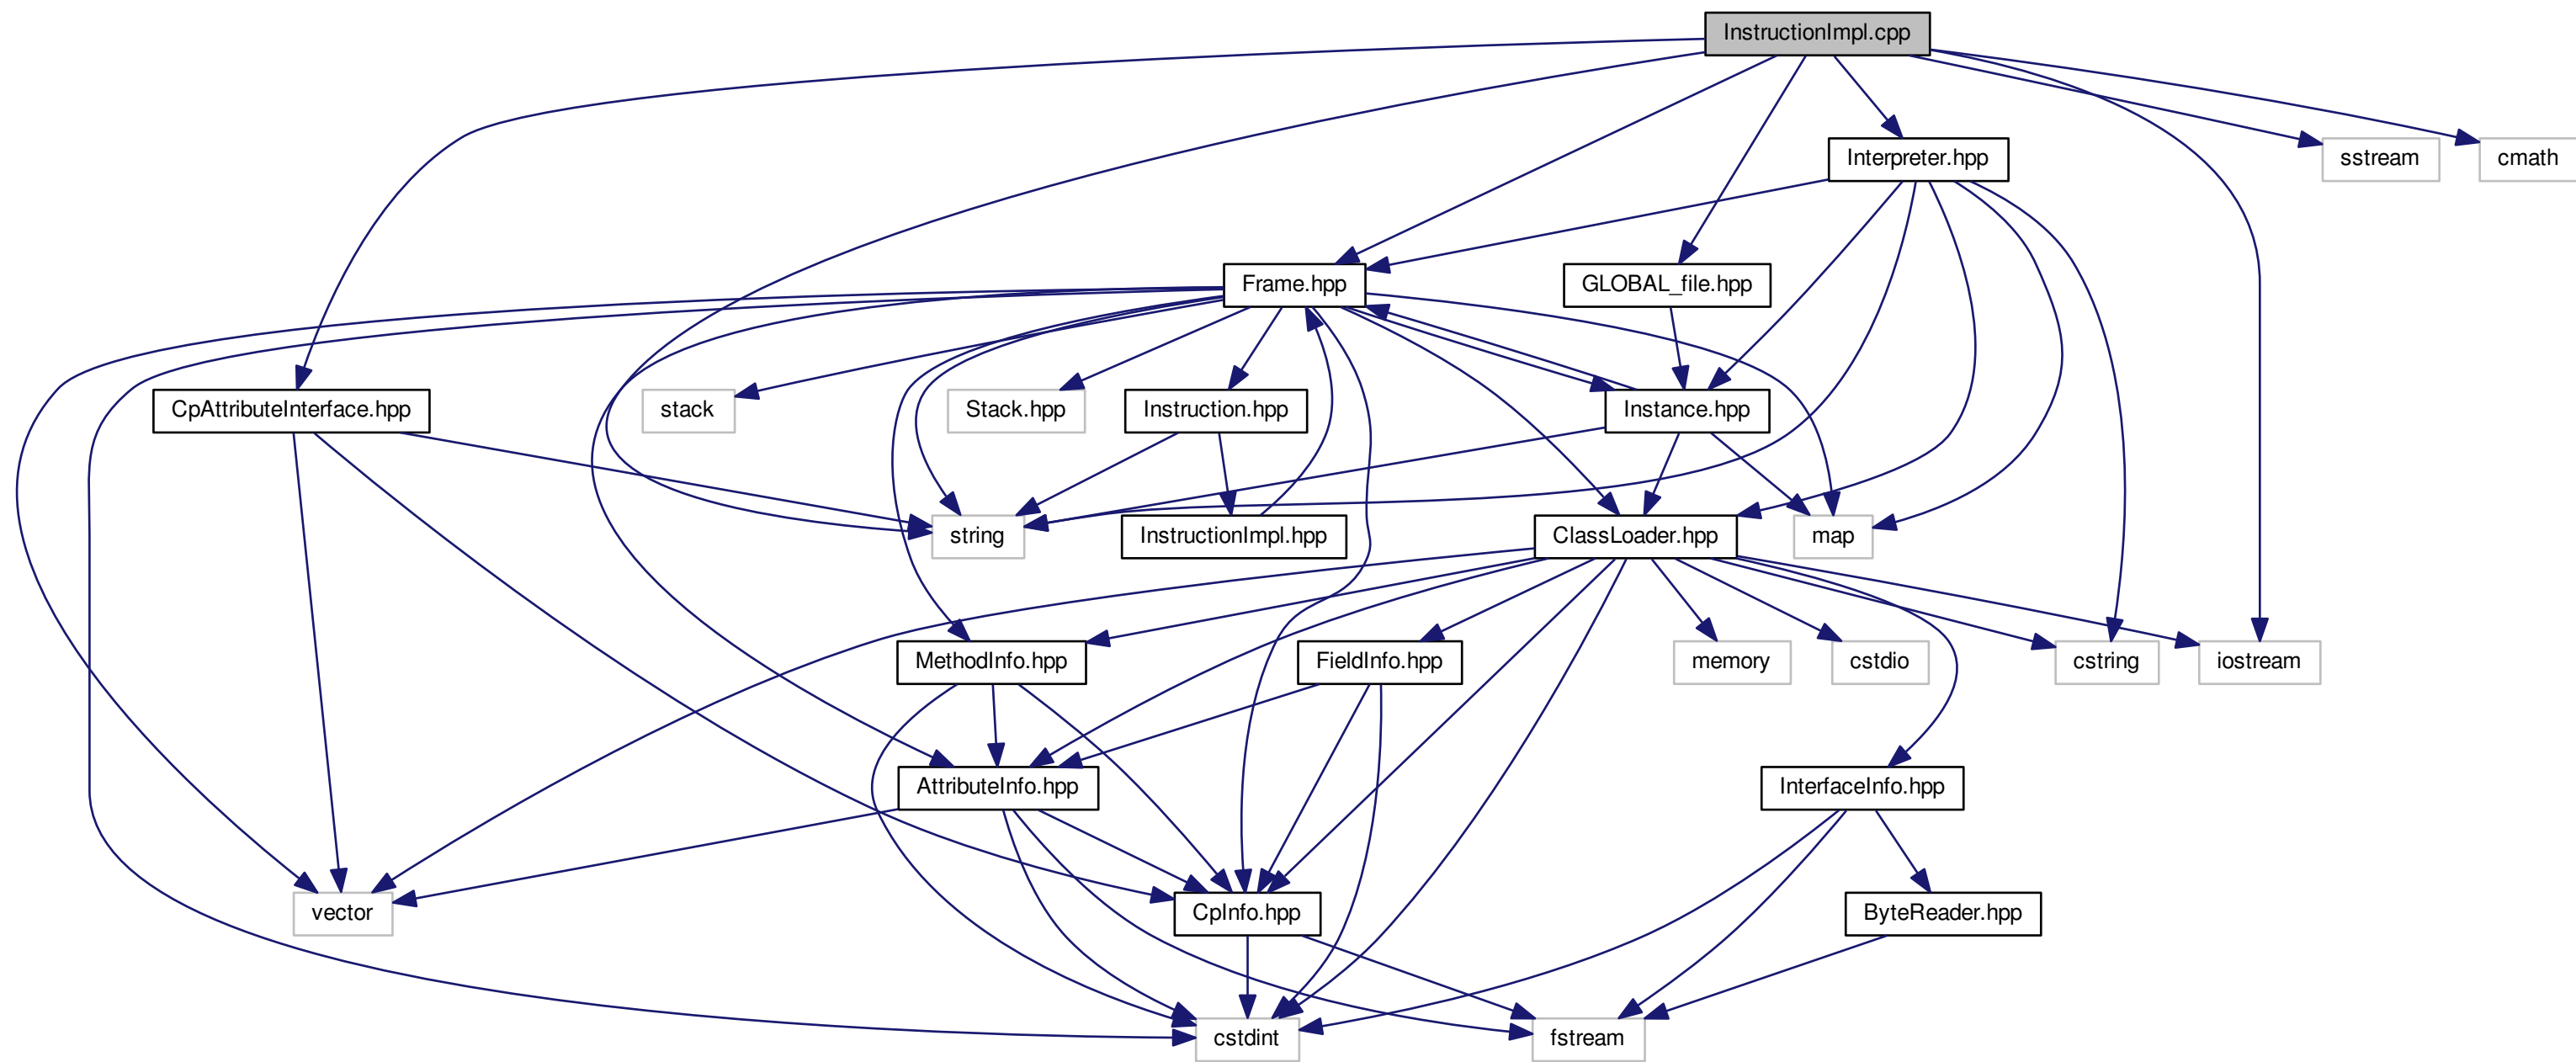 InstructionImpl.cpp
Interpreter.hpp
sstream
cmath
Frame.hpp
GLOBAL_file.hpp
CpAttributeInterface.hpp
stack
Stack.hpp
Instruction.hpp
Instance.hpp
string
InstructionImpl.hpp
ClassLoader.hpp
map
MethodInfo.hpp
FieldInfo.hpp
memory
cstdio
cstring
iostream
AttributeInfo.hpp
InterfaceInfo.hpp
vector
CpInfo.hpp
ByteReader.hpp
cstdint
fstream